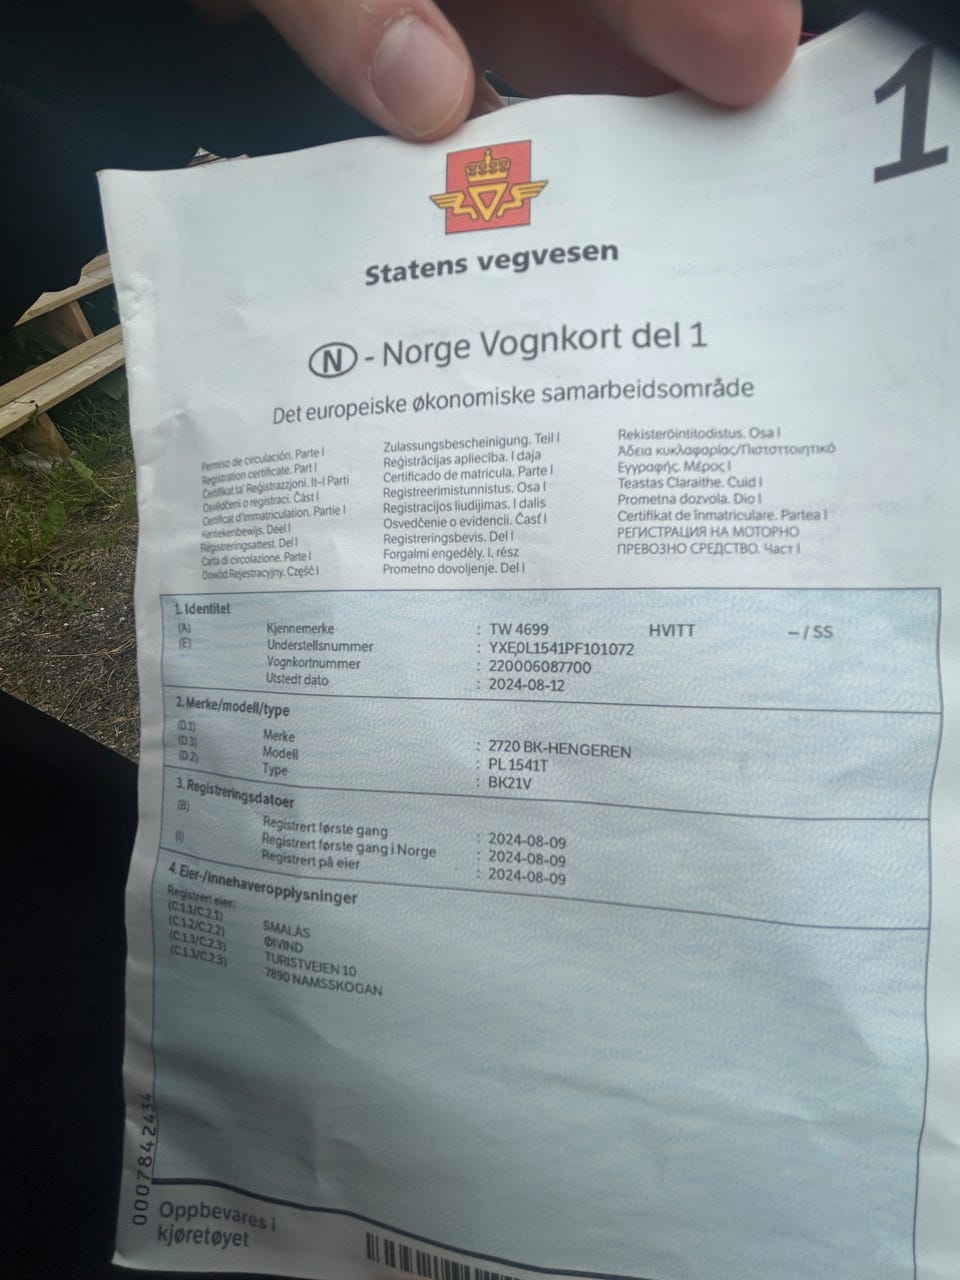 1
Statens vegvesen
N - Norge Vognkort del 1
Det europeiske økonomiske samarbeidsområde
Permiso de circulación. Parte I
Registration certificate. Part I
Ċertifikat ta' Reġistrazzjoni. It-I Parti
Osvědčení o registraci. Část I
Certificat d'immatriculation. Partie I
Kentekenbewijs. Deel I
Registreringsattest. Del I
Carta di circolazione. Parte I
Dowód Rejestracyjny. Część I
Zulassungsbescheinigung. Teil I
Reģistrācijas apliecība. I daja
Certificado de matricula. Parte I
Registreerimistunnistus. Osa I
Registracijos liudijimas. I dalis
Osvedčenie o evidencii. Časť I
Registreringsbevis. Del I
Forgalmi engedély. I. rész
Prometno dovoljenje. Del I
Rekisteröintitodistus. Osa I
Άδεια κυκλοφορίας/Πιστοποιητικό
Εγγραφής. Μέρος I
Teastas Claraithe. Cuid I
Prometna dozvola. Dio I
Certifikat de înmatriculare. Partea I
РЕГИСТРАЦИЯ НА МОТОРНО
ПРЕВОЗНО СРЕДСТВО. Част I
1. Identitet
(A) Kjennemerke : TW 4699 HVITT – / SS
(E) Understellsnummer : YXE0L1541PF101072
Vognkortnummer : 220006087700
Utstedt dato : 2024-08-12
2. Merke/modell/type
(D.1) Merke : 2720 BK-HENGEREN
(D.3) Modell : PL 1541T
(D.2) Type : BK21V
3. Registreringsdatoer
(B) Registrert første gang : 2024-08-09
Registrert første gang i Norge : 2024-08-09
(I) Registrert på eier : 2024-08-09
4. Eier-/innehaveropplysninger
Registrert eier:
(C.1.1/C.2.1) SMALÅS
(C.1.2/C.2.2) ØIVIND
(C.1.3/C.2.3) TURISTVEIEN 10
(C.1.3/C.2.3) 7890 NAMSSKOGAN
0007842434
Oppbevares i
kjøretøyet